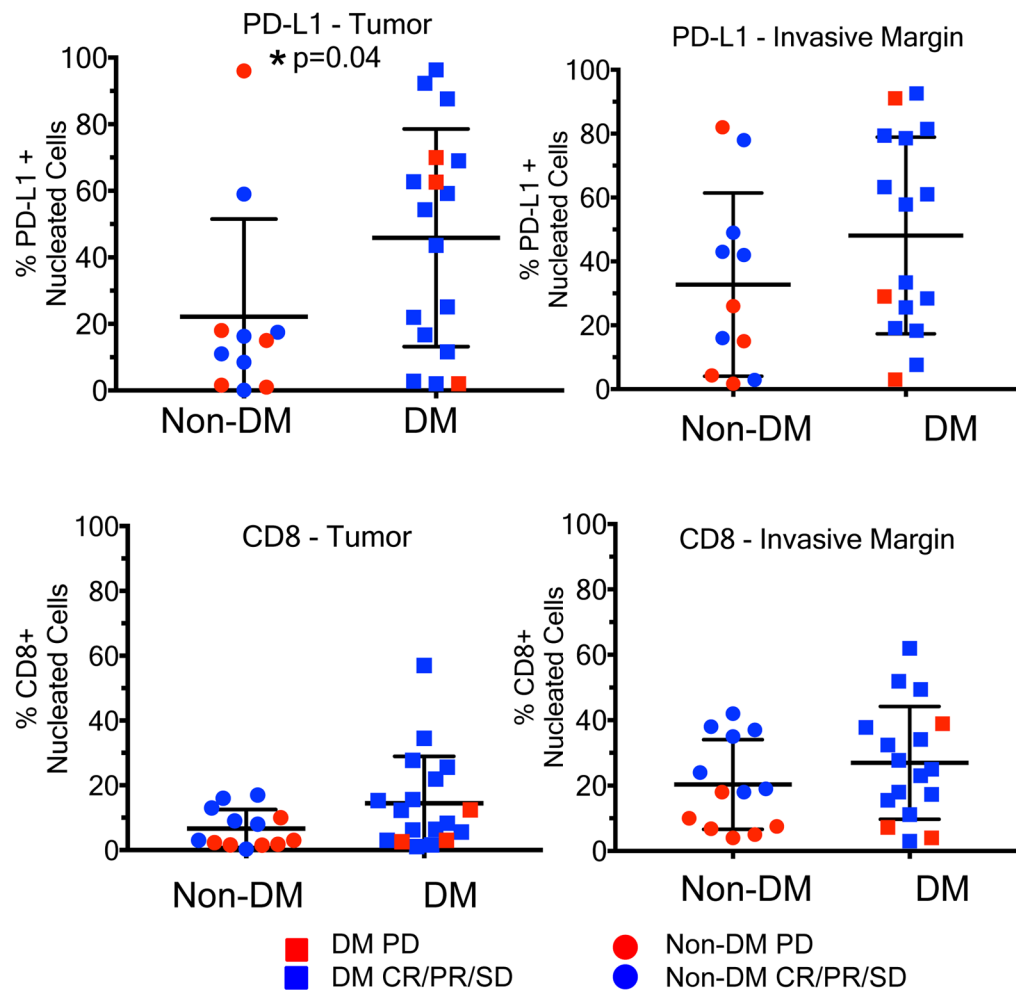 PD-L1 - Tumor
* p=0.04
% PD-L1 +
Nucleated Cells
100
80
60
40
20
0
Non-DM DM
PD-L1 - Invasive Margin
% PD-L1 +
Nucleated Cells
100
80
60
40
20
0
Non-DM DM
CD8 - Tumor
% CD8+
Nucleated Cells
100
80
60
40
20
0
Non-DM DM
CD8 - Invasive Margin
% CD8+
Nucleated Cells
100
80
60
40
20
0
Non-DM DM
DM PD
DM CR/PR/SD
Non-DM PD
Non-DM CR/PR/SD